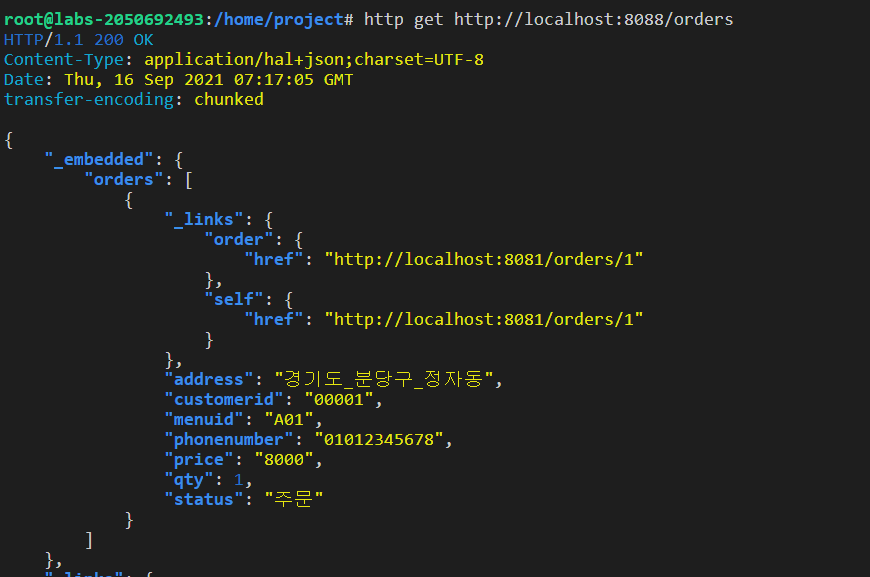 root@labs-2050692493:/home/project# http get http://localhost:8088/orders
HTTP/1.1 200 OK
Content-Type: application/hal+json;charset=UTF-8
Date: Thu, 16 Sep 2021 07:17:05 GMT
transfer-encoding: chunked
{
"_embedded": {
"orders": [
{
"_links": {
"order": {
"href": "http://localhost:8081/orders/1"
},
"self": {
"href": "http://localhost:8081/orders/1"
}
},
"address": "경기도_분당구_정자동",
"customerid": "00001",
"menuid": "A01",
"phonenumber": "01012345678",
"price": "8000",
"qty": 1,
"status": "주문"
}
]
},
"_links": {